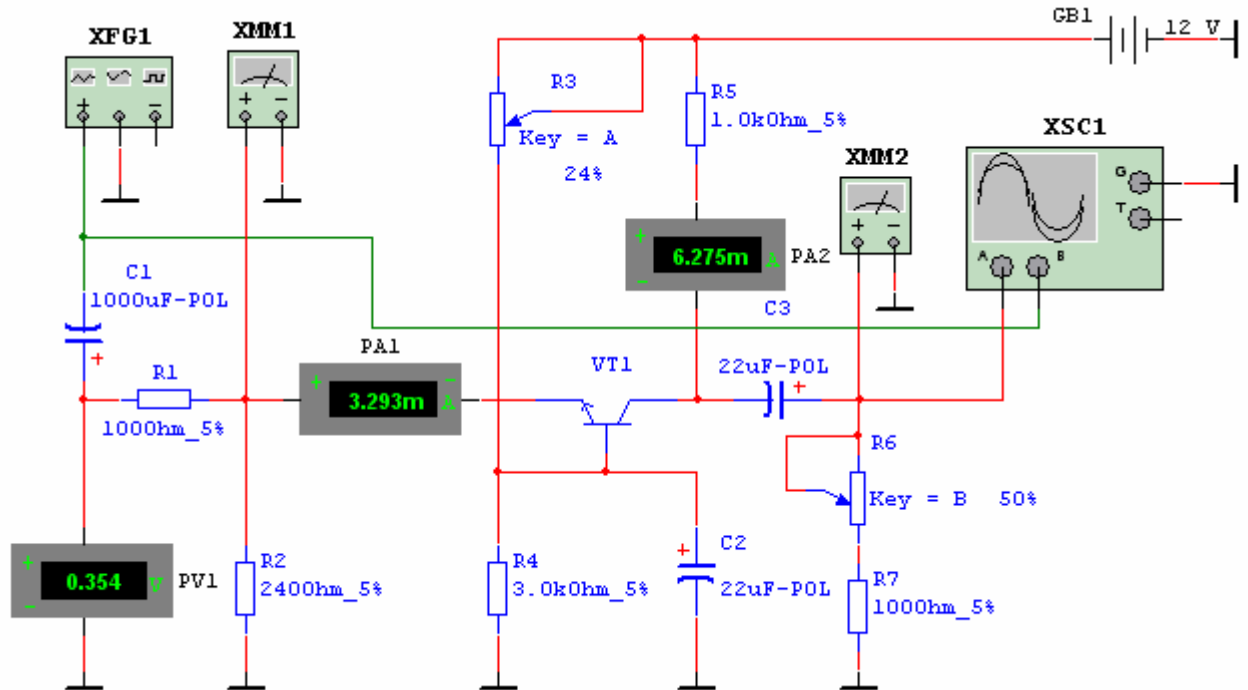 GB1
12 V
XFG1
XMM1
R3
R5
1.0kOhm_5%
Key = A
24%
XSC1
XMM2
G
T
A
B
+ -
+ -
+ -
C1
1000uF-POL
+
+
6.275m
A
-
PA2
C3
R1
100Ohm_5%
PA1
+
3.293m
A
-
VT1
22uF-POL
+
R6
Key = B 50%
+
0.354
V
-
PV1
R2
240Ohm_5%
R4
3.0kOhm_5%
C2
+
22uF-POL
R7
100Ohm_5%